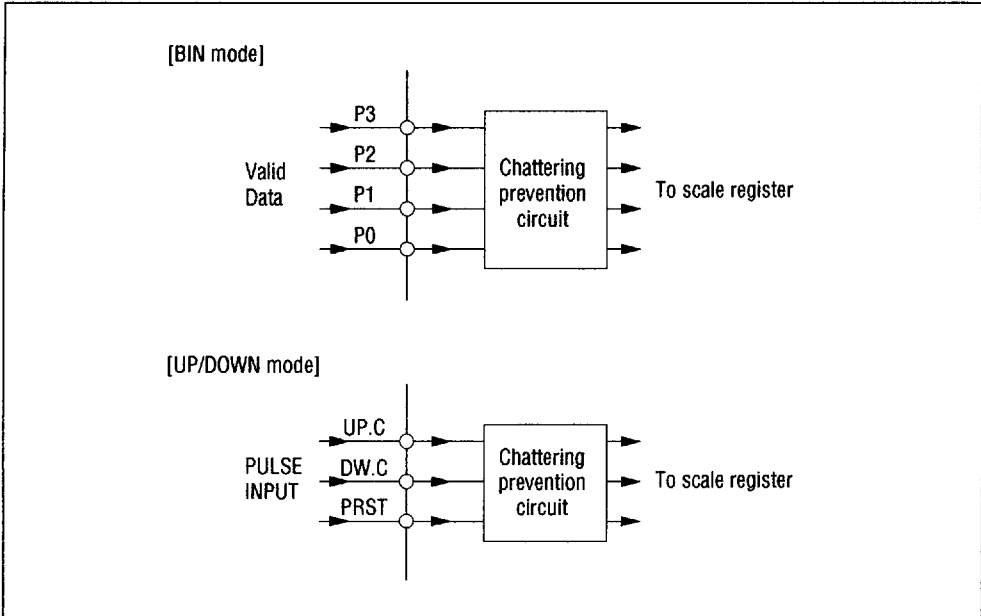 [BIN mode]
P3
P2
P1
P0
Valid
Data
Chattering
prevention
circuit
To scale register
[UP/DOWN mode]
UP.C
DW.C
PRST
PULSE
INPUT
Chattering
prevention
circuit
To scale register